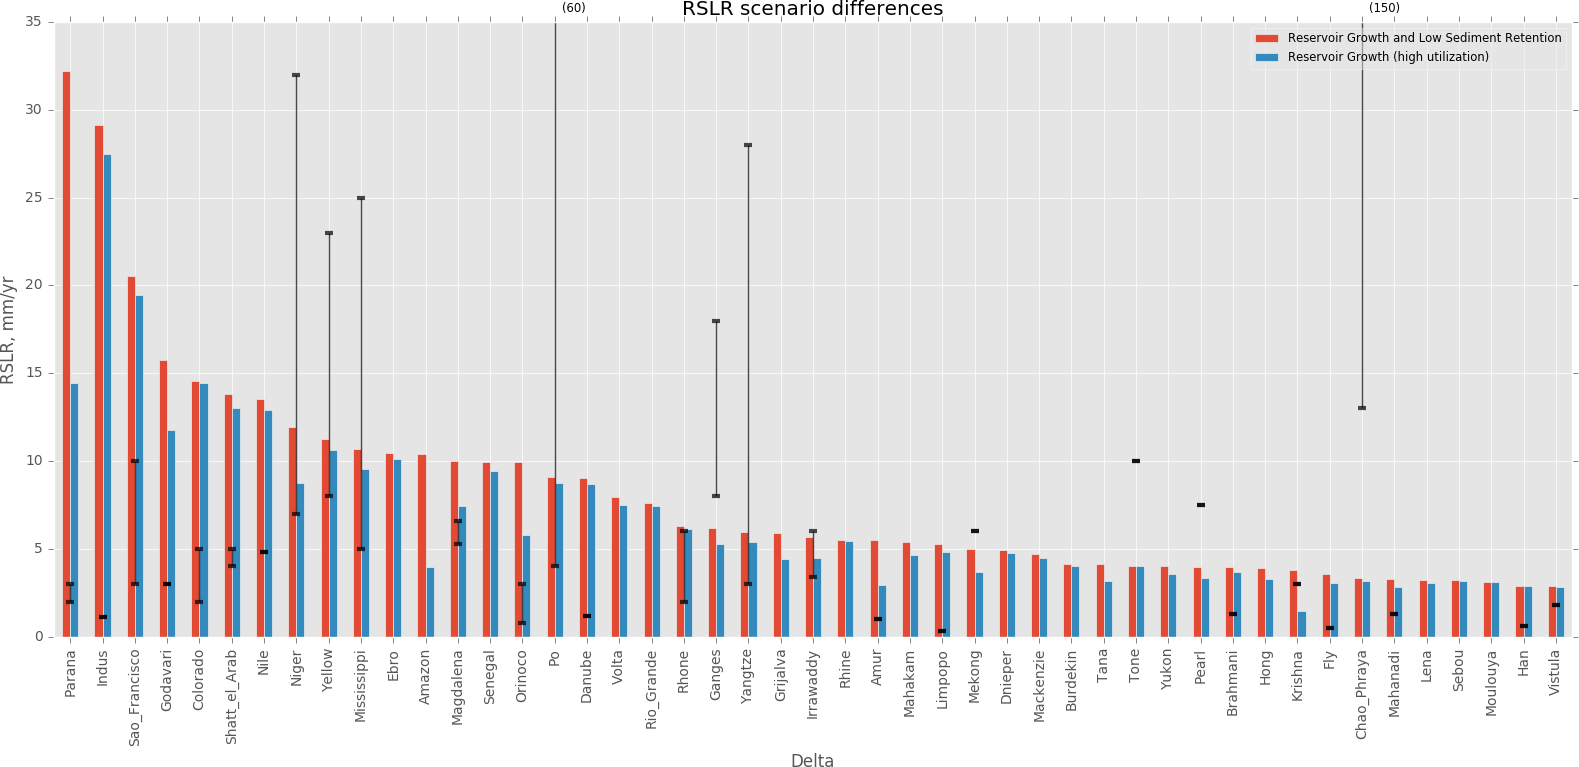 (60)
(150)
RSLR scenario differences
Reservoir Growth and Low Sediment Retention
Reservoir Growth (high utilization)
RSLR, mm/yr
35
30
25
20
15
10
5
0
Parana
Indus
Sao_Francisco
Godavari
Colorado
Shatt_el_Arab
Nile
Niger
Yellow
Mississippi
Ebro
Amazon
Magdalena
Senegal
Orinoco
Po
Danube
Volta
Rio_Grande
Rhone
Ganges
Yangtze
Grijalva
Irrawaddy
Rhine
Amur
Mahakam
Limpopo
Mekong
Dnieper
Mackenzie
Burdekin
Tana
Tone
Yukon
Pearl
Brahmani
Hong
Krishna
Fly
Chao_Phraya
Mahanadi
Lena
Sebou
Moulouya
Han
Vistula
Delta